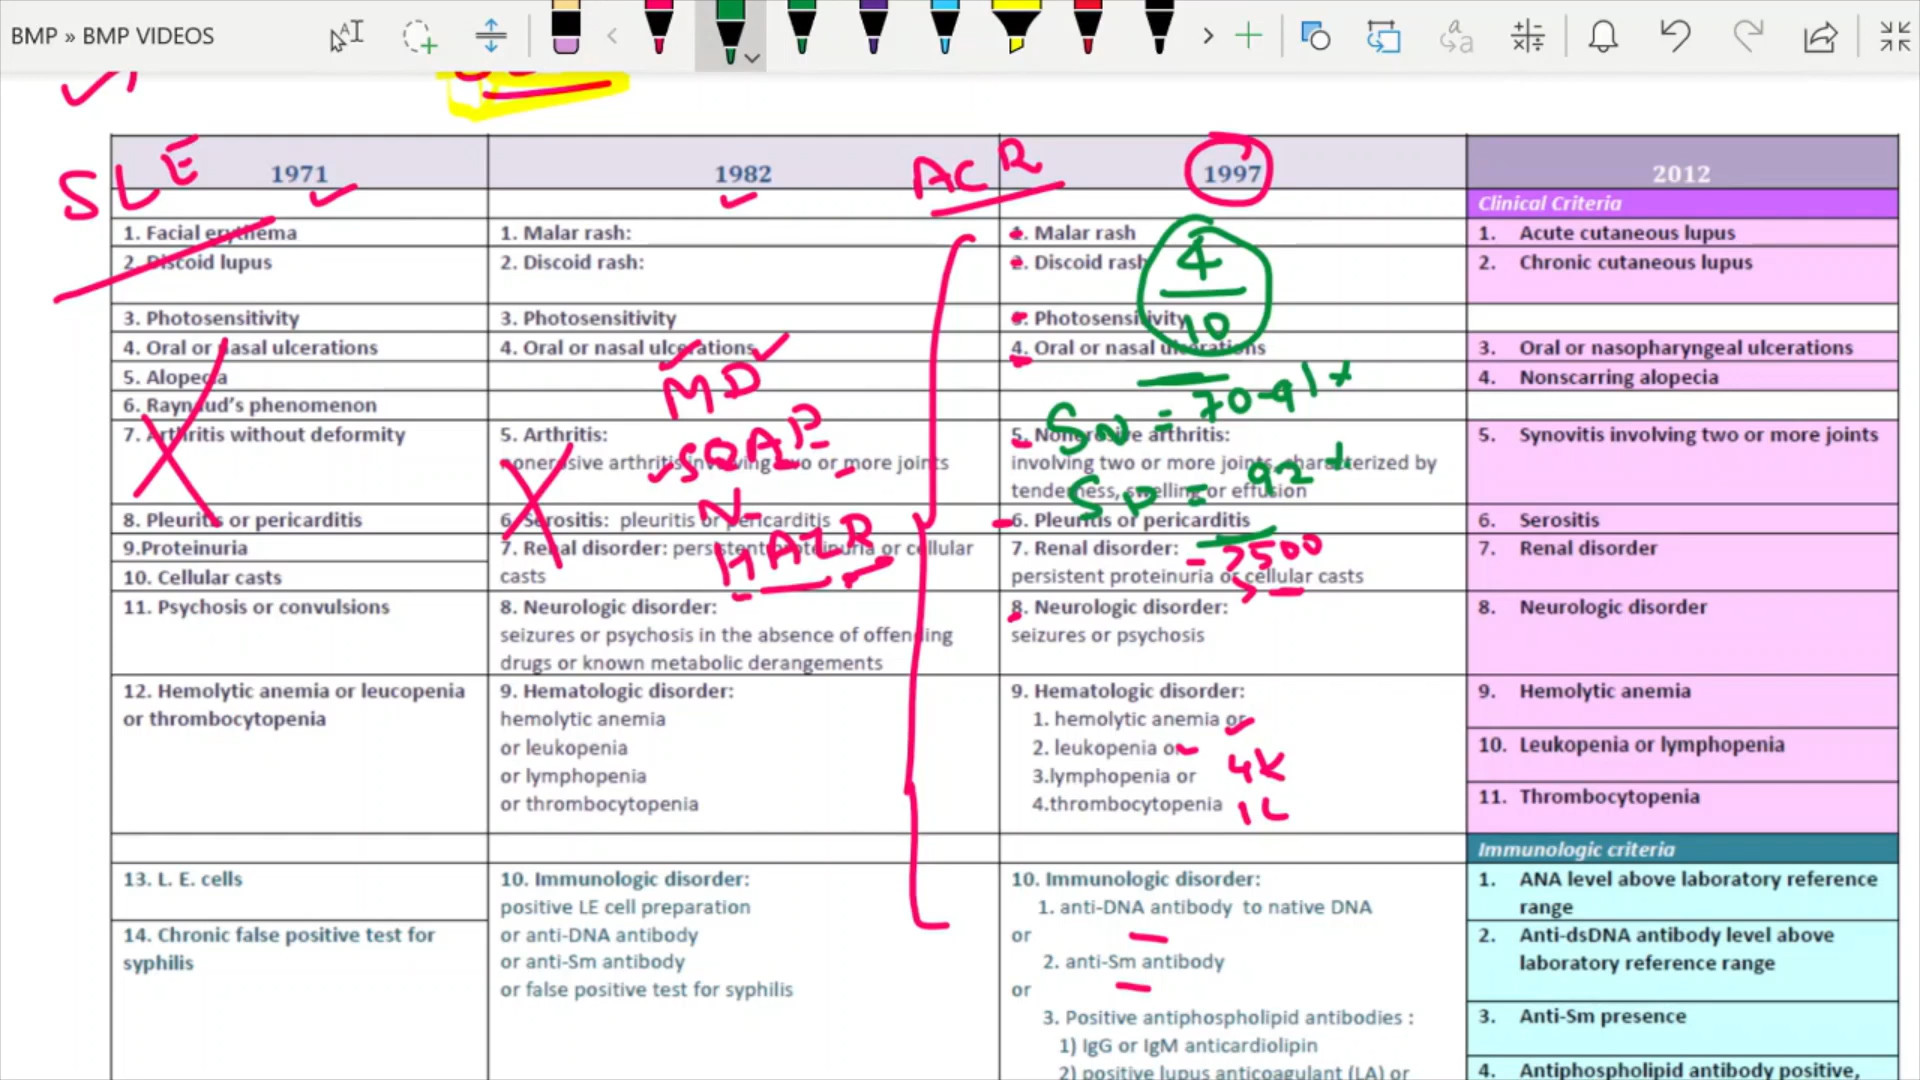 BMP » BMP VIDEOS
SLE
ACR
1971
1982
1997
2012
Clinical Criteria
1. Facial erythema
1. Malar rash:
1. Malar rash
1. Acute cutaneous lupus
2. Discoid lupus
2. Discoid rash:
2. Discoid rash
2. Chronic cutaneous lupus
4
10
3. Photosensitivity
3. Photosensitivity
3. Photosensitivity
4. Oral or nasal ulcerations
4. Oral or nasal ulcerations
4. Oral or nasal ulcerations
3. Oral or nasopharyngeal ulcerations
5. Alopecia
4. Nonscarring alopecia
MD
6. Raynaud's phenomenon
7. Arthritis without deformity
5. Arthritis:
nonerosive arthritis involving two or more joints
5. Nonerosive arthritis:
involving two or more joints, characterized by
tenderness, swelling or effusion
5. Synovitis involving two or more joints
SOAP
N
8. Pleuritis or pericarditis
6. Serositis: pleuritis or pericarditis
6. Pleuritis or pericarditis
6. Serositis
9.Proteinuria
10. Cellular casts
7. Renal disorder: persistent proteinuria or cellular
casts
7. Renal disorder:
persistent proteinuria or cellular casts
7. Renal disorder
11. Psychosis or convulsions
8. Neurologic disorder:
seizures or psychosis in the absence of offending
drugs or known metabolic derangements
8. Neurologic disorder:
seizures or psychosis
8. Neurologic disorder
12. Hemolytic anemia or leucopenia
or thrombocytopenia
9. Hematologic disorder:
hemolytic anemia
or leukopenia
or lymphopenia
or thrombocytopenia
9. Hematologic disorder:
1. hemolytic anemia or
2. leukopenia or
3.lymphopenia or
4.thrombocytopenia
4K
1L
9. Hemolytic anemia
10. Leukopenia or lymphopenia
11. Thrombocytopenia
Immunologic criteria
13. L. E. cells
14. Chronic false positive test for
syphilis
10. Immunologic disorder:
positive LE cell preparation
or anti-DNA antibody
or anti-Sm antibody
or false positive test for syphilis
10. Immunologic disorder:
1. anti-DNA antibody to native DNA
or
2. anti-Sm antibody
or
3. Positive antiphospholipid antibodies :
1) IgG or IgM anticardiolipin
2) positive lupus anticoagulant (LA) or
1. ANA level above laboratory reference
range
2. Anti-dsDNA antibody level above
laboratory reference range
3. Anti-Sm presence
4. Antiphospholipid antibody positive,